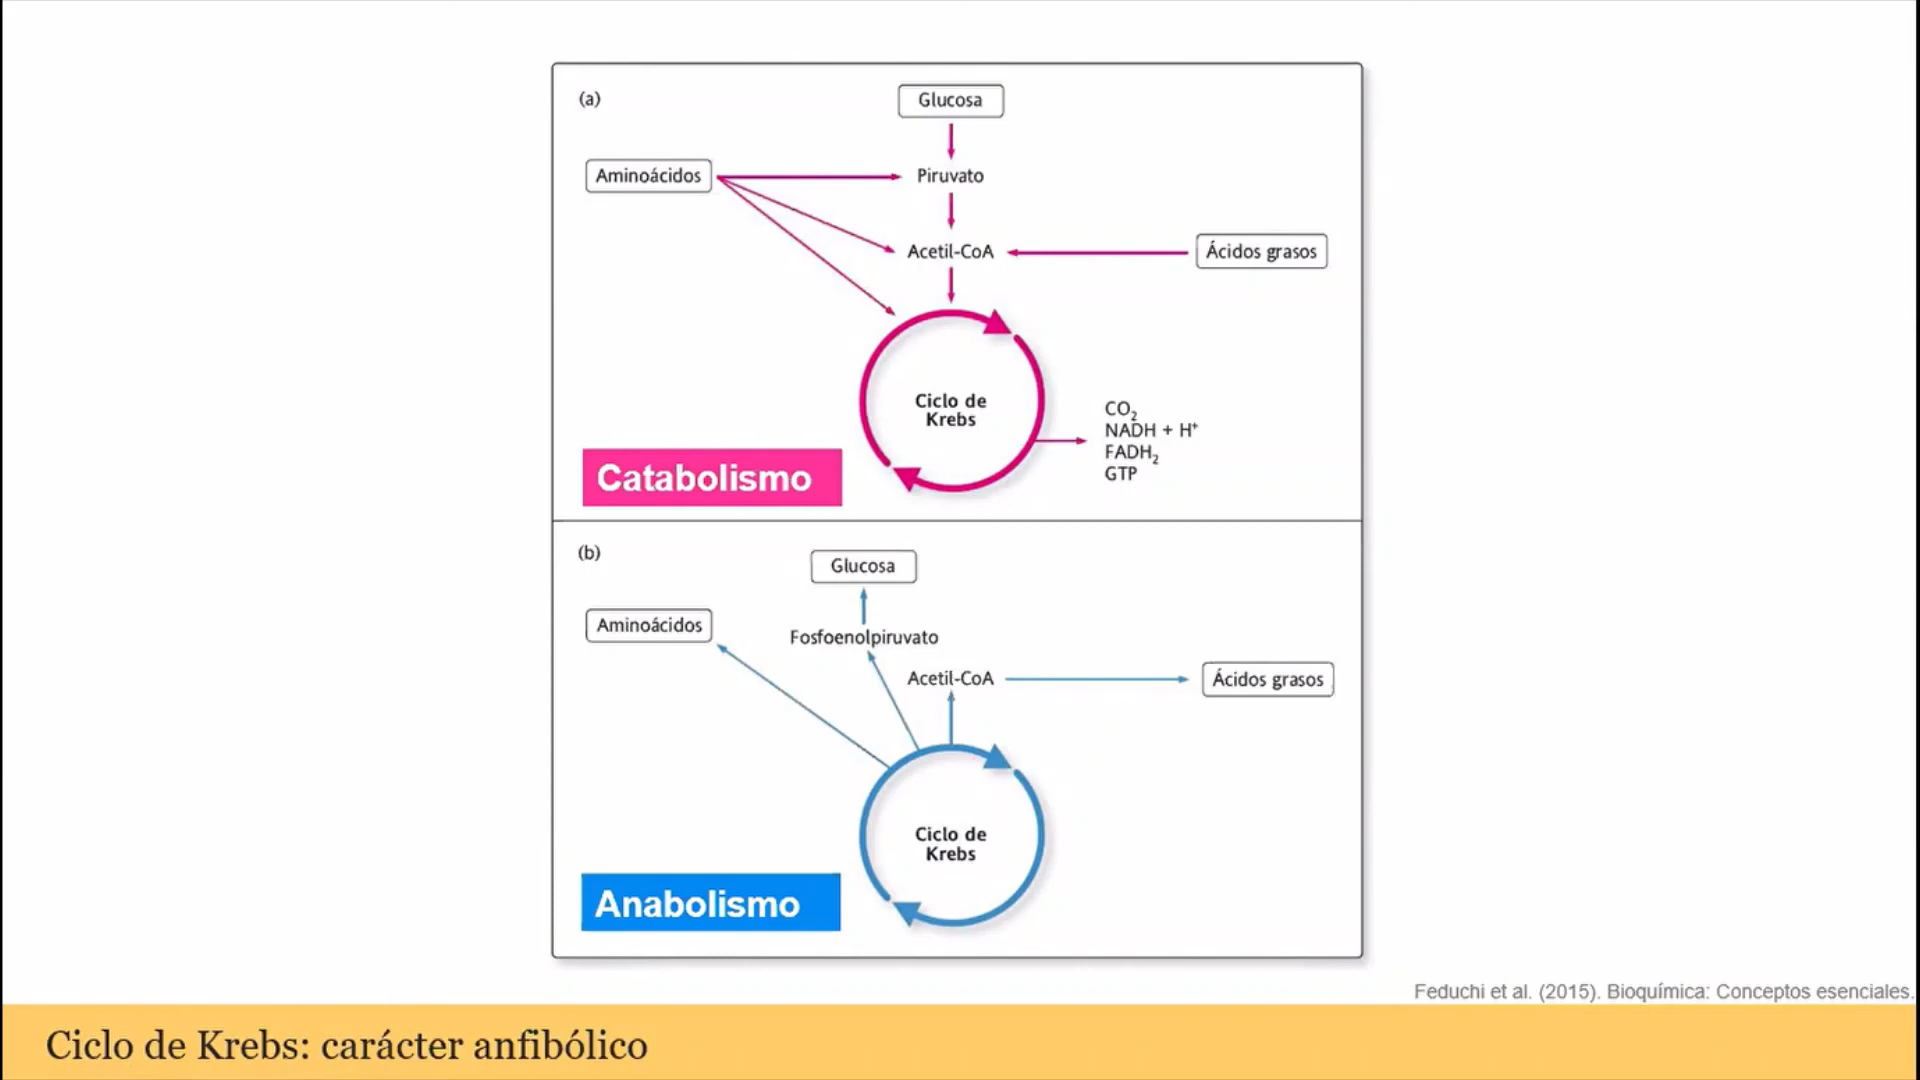 (a)
Glucosa
Aminoácidos
Piruvato
Acetil-CoA
Ácidos grasos
Ciclo de
Krebs
CO2
NADH + H+
FADH2
GTP
Catabolismo
(b)
Glucosa
Aminoácidos
Fosfoenolpiruvato
Acetil-CoA
Ácidos grasos
Ciclo de
Krebs
Anabolismo
Feduchi et al. (2015). Bioquímica: Conceptos esenciales.
Ciclo de Krebs: carácter anfibólico